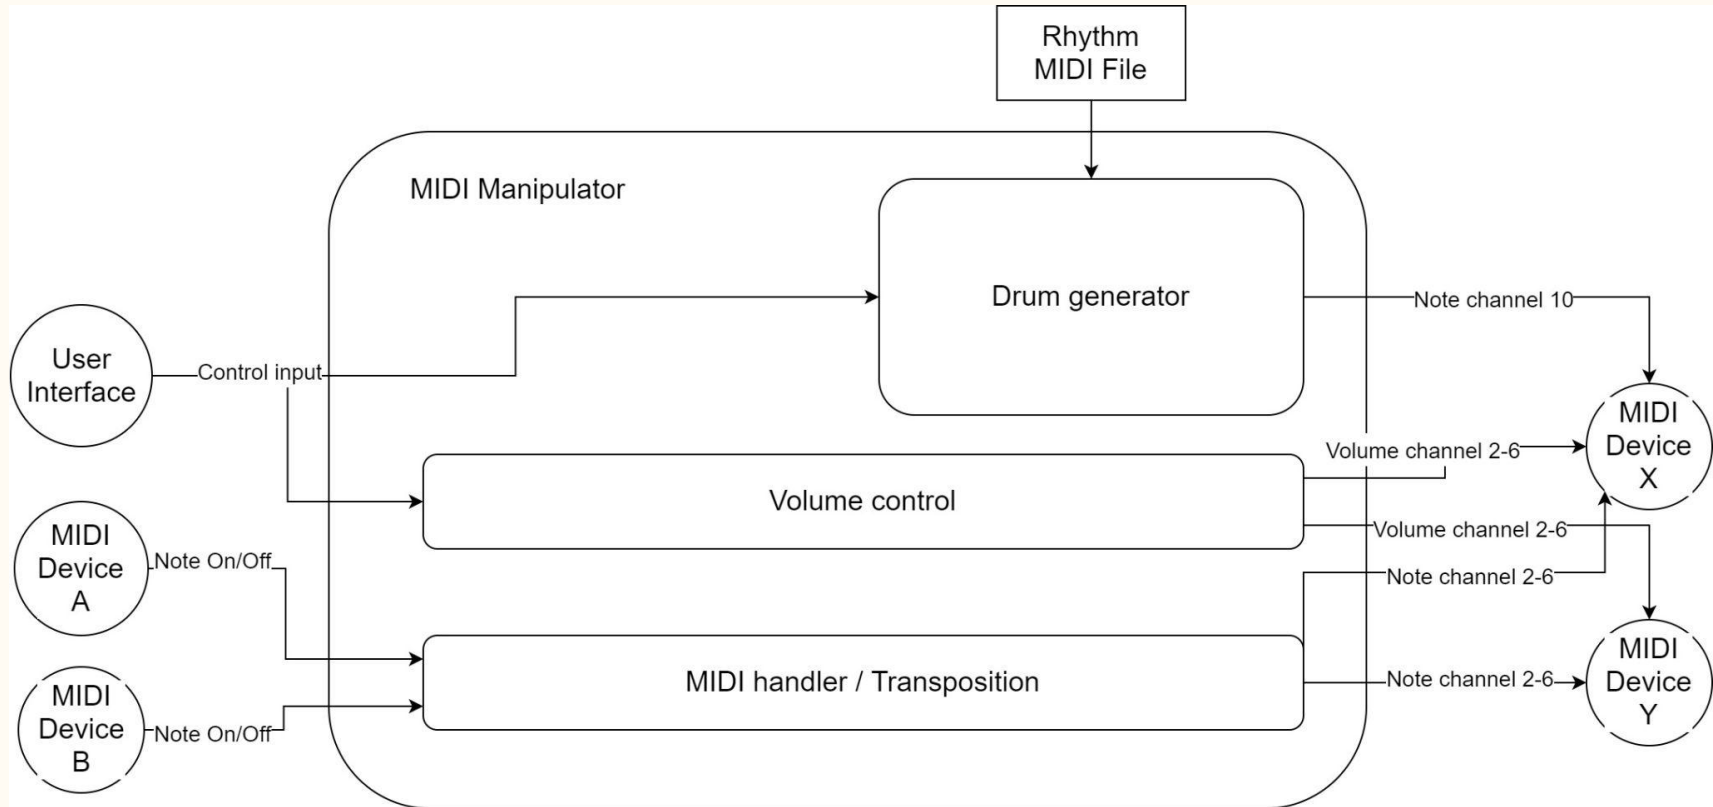 Rhythm
MIDI File
MIDI Manipulator
Drum generator
Note channel 10
User
Interface
Control input
MIDI
Device
X
Volume channel 2-6
Volume control
Volume channel 2-6
MIDI
Device
A
Note On/Off
Note channel 2-6
MIDI handler / Transposition
Note channel 2-6
MIDI
Device
Y
MIDI
Device
B
Note On/Off